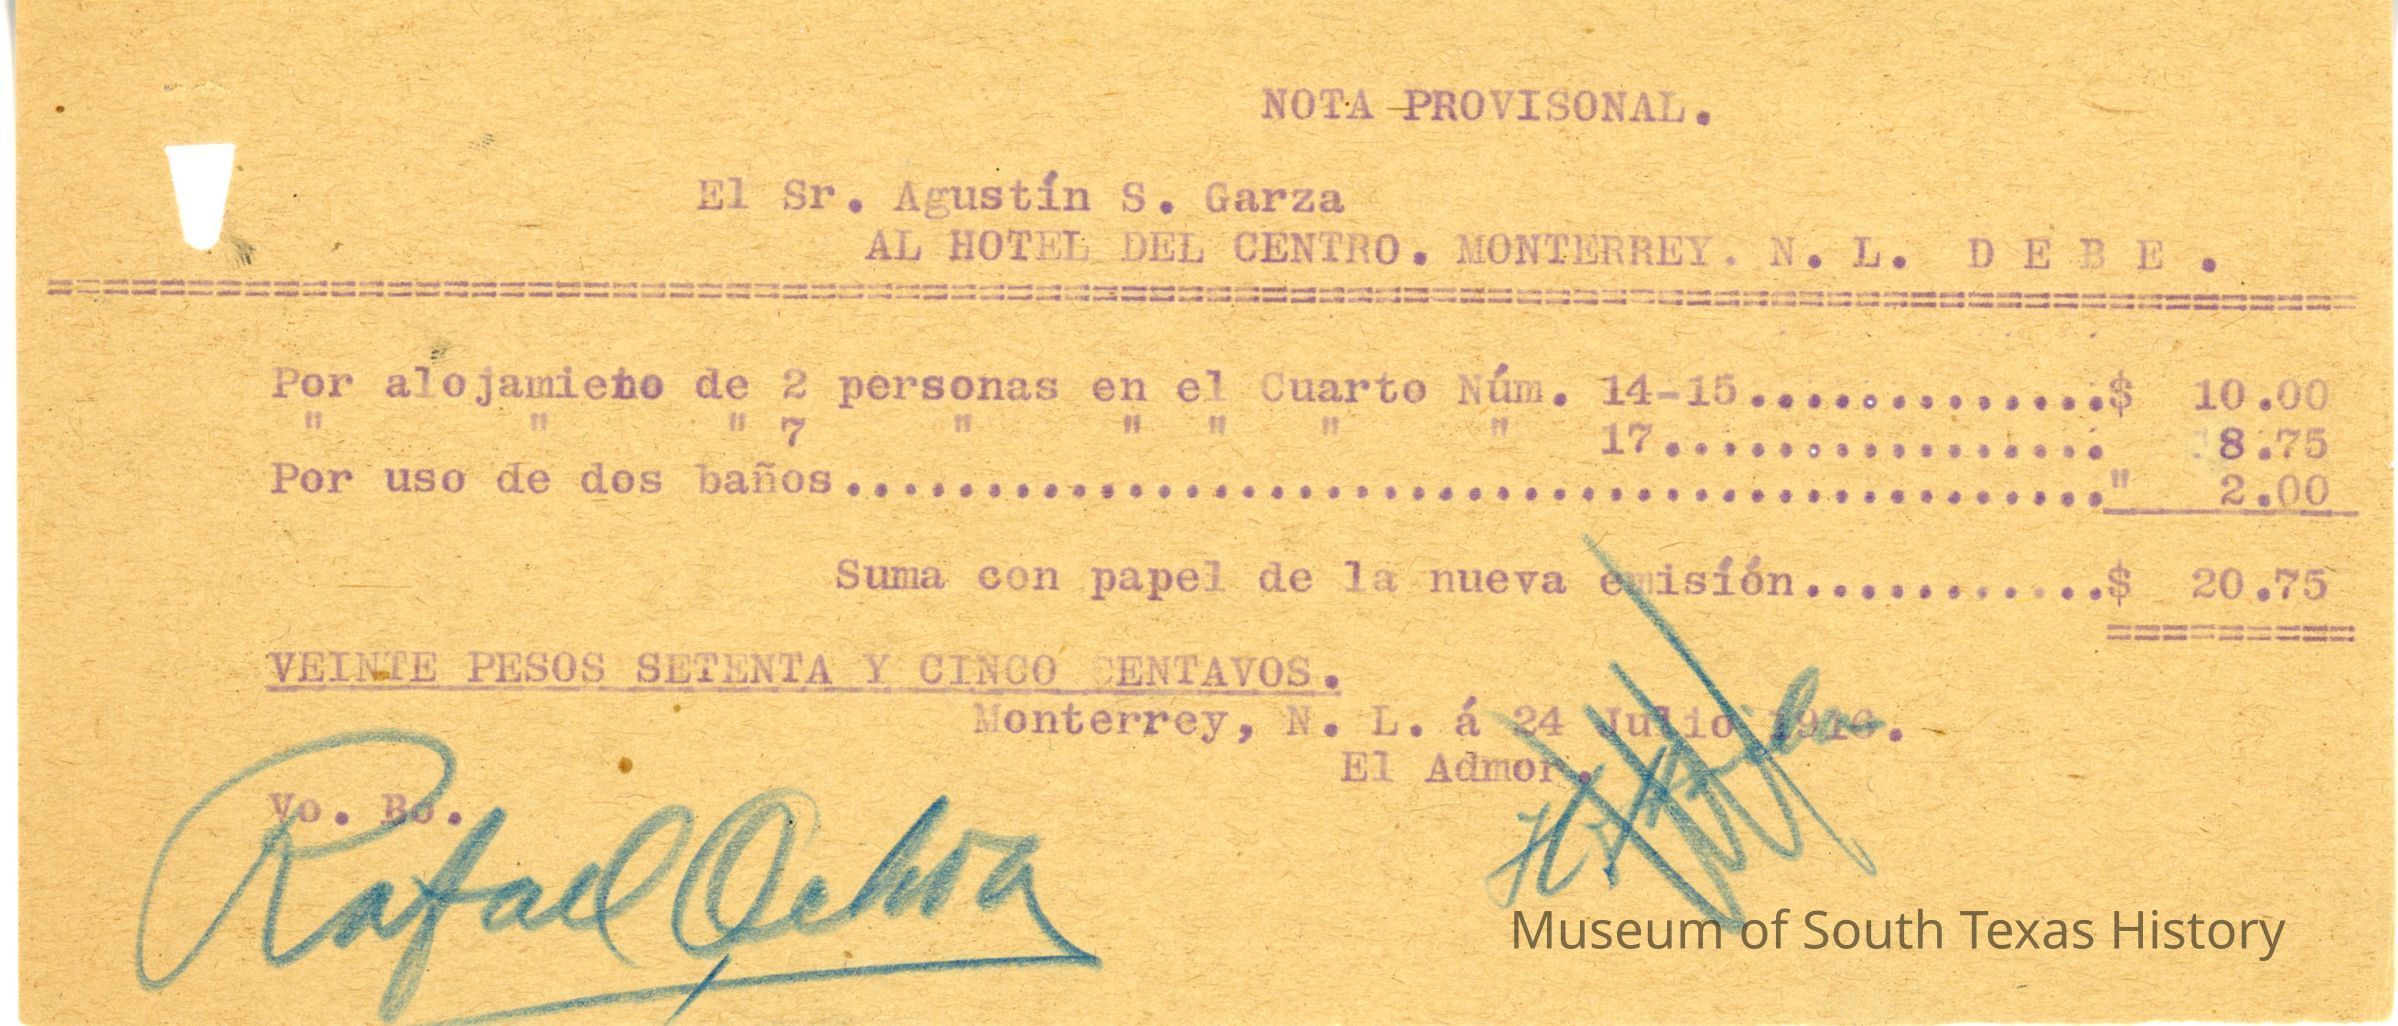 NOTA PROVISONAL.
El Sr. Agustín S. Garza
AL HOTEL DEL CENTRO. MONTERREY. N. L. D E B E .
Por alojamieto de 2 personas en el Cuarto Núm. 14-15...............$ 10.00
" " " 7 " " " " " 17................ 8.75
Por uso de dos baños.............................................." 2.00
Suma con papel de la nueva emisíón...........$ 20.75
VEINTE PESOS SETENTA Y CINCO CENTAVOS.
Monterrey, N. L. á 24 Julio 1916.
El Admor.
Vo. Bo.
Rafael Ochoa
Museum of South Texas History